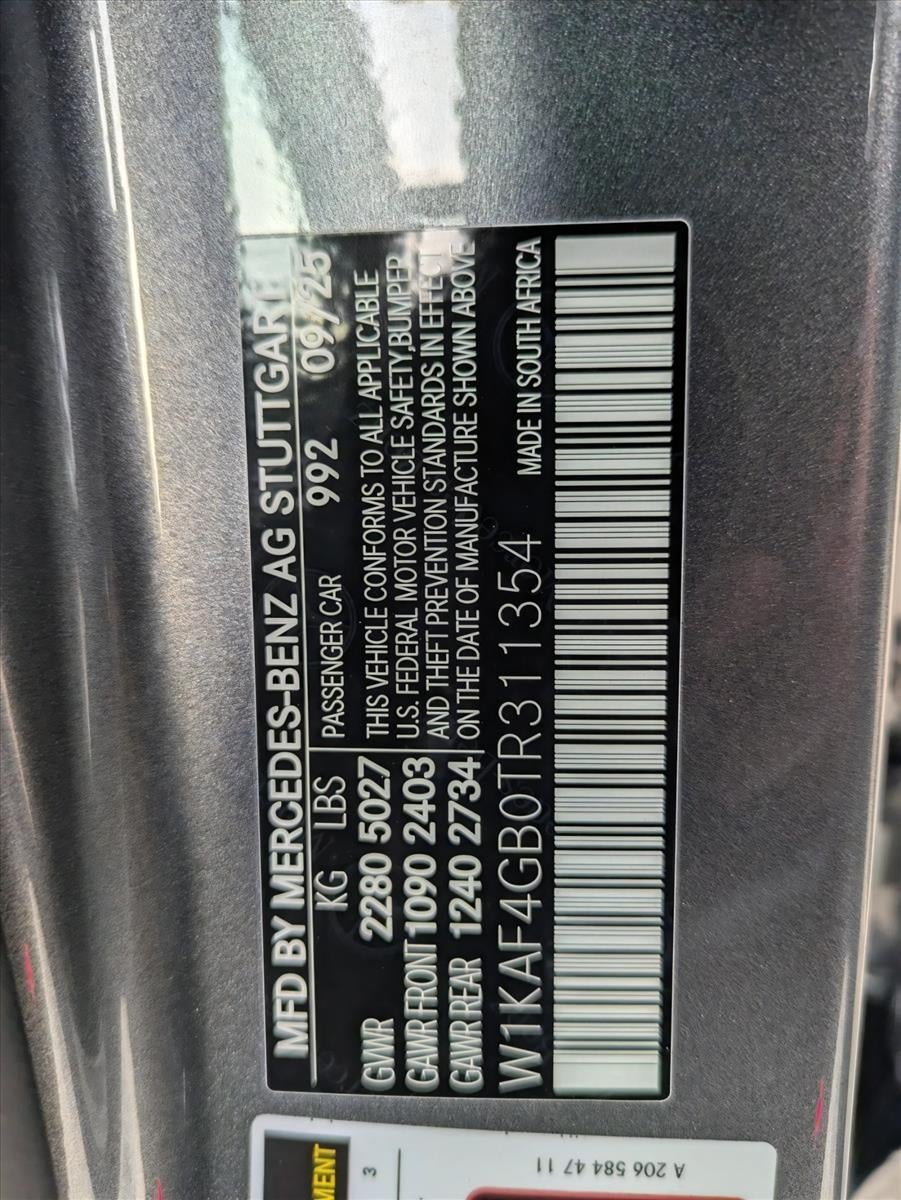 MFD BY MERCEDES-BENZ AG STUTTGART
KG LBS PASSENGER CAR 992 09/25
GVWR 2280 5027 THIS VEHICLE CONFORMS TO ALL APPLICABLE
U.S. FEDERAL MOTOR VEHICLE SAFETY,BUMPER,
GAWR FRONT 1090 2403 AND THEFT PREVENTION STANDARDS IN EFFECT
GAWR REAR 1240 2734 ON THE DATE OF MANUFACTURE SHOWN ABOVE
W1KAF4GB0TR311354 MADE IN SOUTH AFRICA
3
A 206 584 47 11